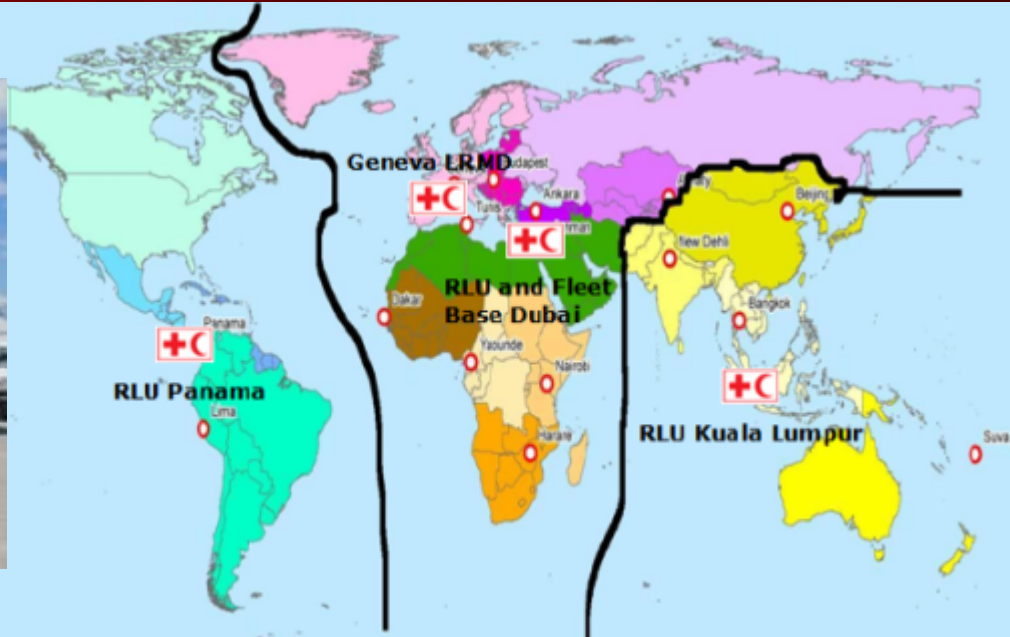 Geneva LRMD
Budapest
Ankara
Tunis
Almaty
Beijing
New Dehli
RLU and Fleet
Base Dubai
Dakar
Bangkok
Panama
Yaounde
Nairobi
RLU Panama
Lima
Harare
RLU Kuala Lumpur
Suva